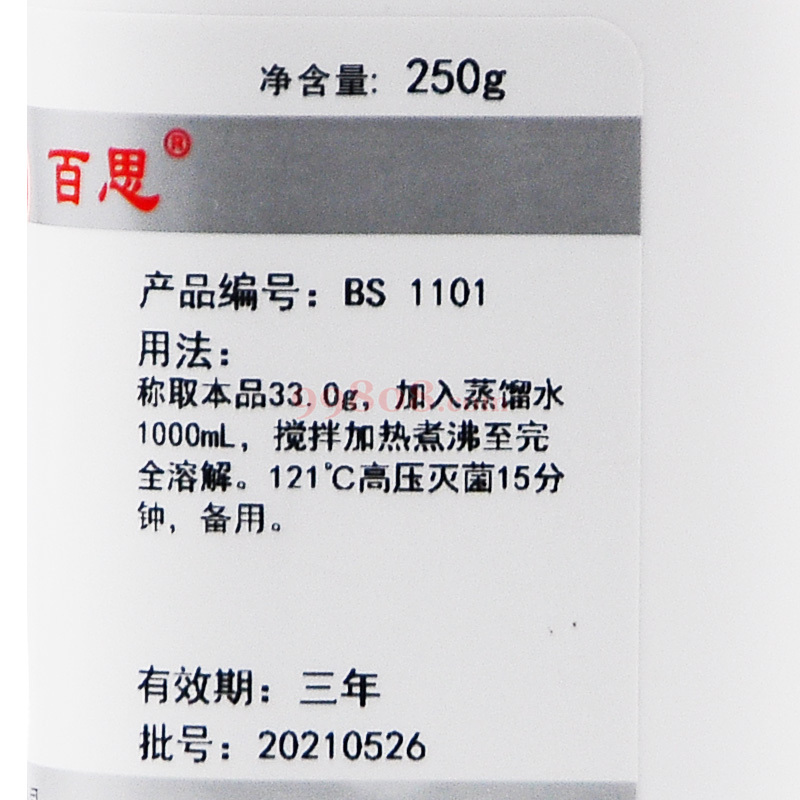 净含量: 250g
百思®
产品编号：BS 1101
用法：
称取本品33.0g，加入蒸馏水
1000mL，搅拌加热煮沸至完
全溶解。121℃高压灭菌15分
钟，备用。
有效期：三年
批号：20210526